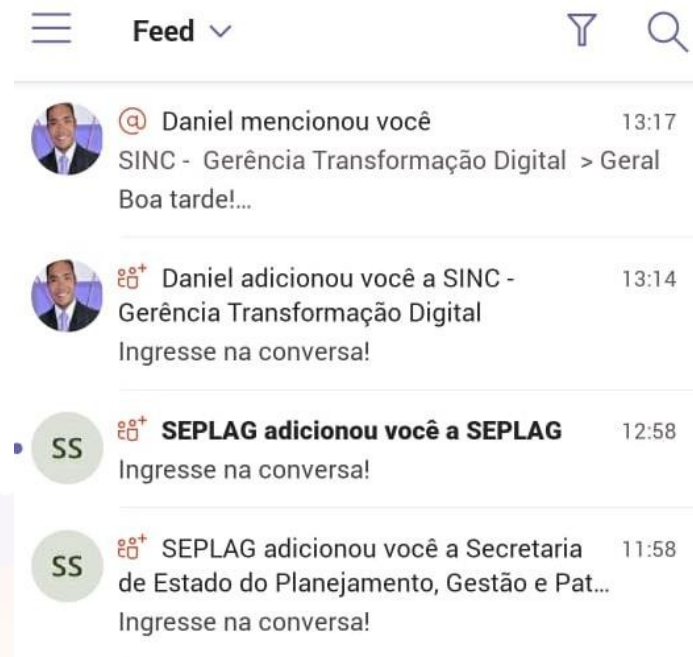 Feed
@ Daniel mencionou você 13:17
SINC - Gerência Transformação Digital > Geral
Boa tarde!...
Daniel adicionou você a SINC - 13:14
Gerência Transformação Digital
Ingresse na conversa!
SS SEPLAG adicionou você a SEPLAG 12:58
Ingresse na conversa!
SS SEPLAG adicionou você a Secretaria 11:58
de Estado do Planejamento, Gestão e Pat...
Ingresse na conversa!